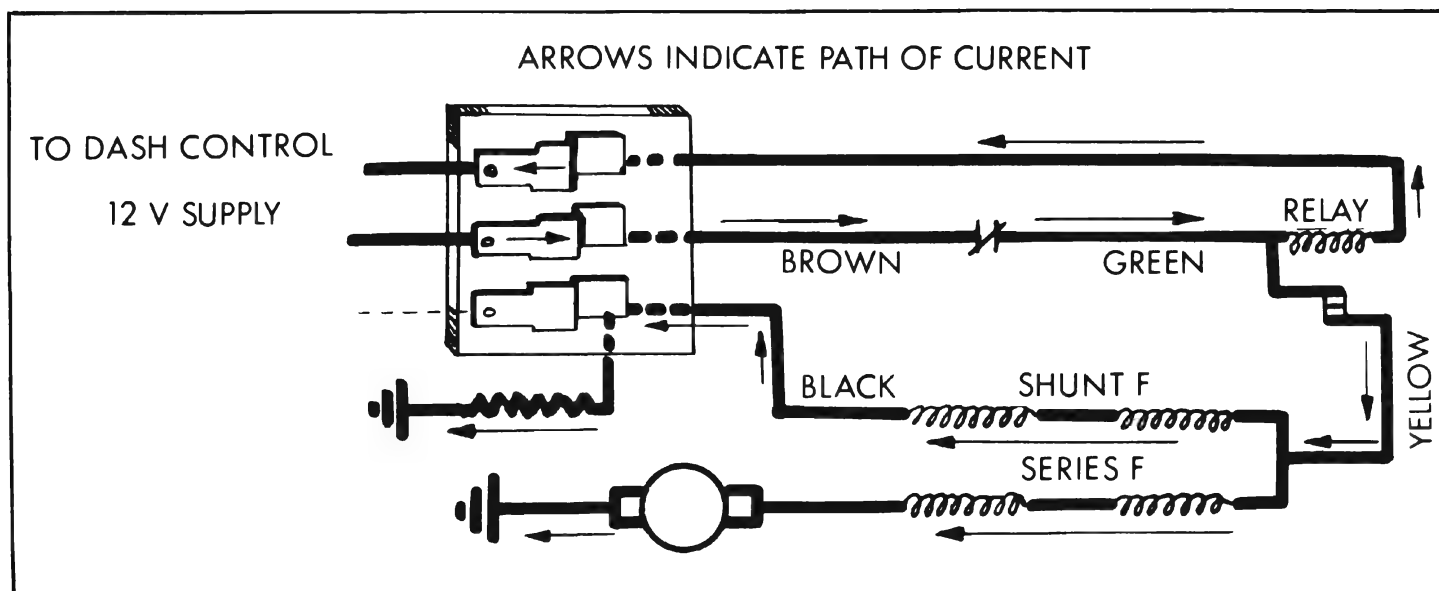 ARROWS INDICATE PATH OF CURRENT
TO DASH CONTROL
12 V SUPPLY
RELAY
BROWN
GREEN
YELLOW
BLACK
SHUNT F
SERIES F